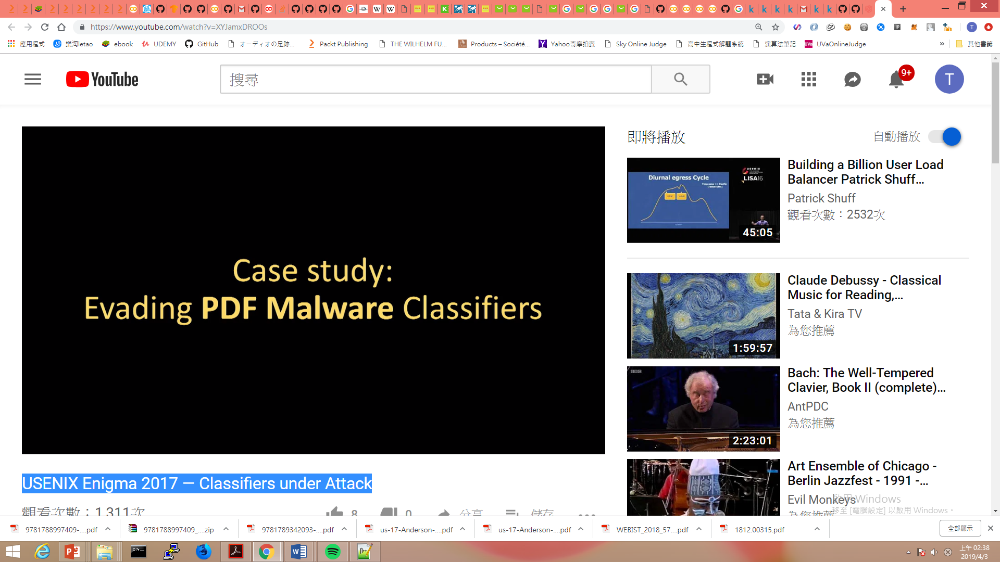 https://www.youtube.com/watch?v=XYJamxDROOs
應用程式
樂淘letao
ebook
UDEMY
GitHub
オーディオの足跡...
Packt Publishing
THE WILHELM FU...
Products – Société...
Yahoo奇摩拍賣
Sky Online Judge
高中生程式解題系統
演算法筆記
UVaOnlineJudge
»
其他書籤
YouTube
搜尋
9+
T
Case study:
Evading PDF Malware Classifiers
USENIX Enigma 2017 — Classifiers under Attack
觀看次數：1,311次
8
0
分享
儲存
即將播放
自動播放
Diurnal egress Cycle
USENIX
LISA16
45:05
Building a Billion User Load
Balancer Patrick Shuff...
Patrick Shuff
觀看次數：2532次
1:59:57
Claude Debussy - Classical
Music for Reading,...
Tata & Kira TV
為您推薦
BBC
2:23:01
Bach: The Well-Tempered
Clavier, Book II (complete)...
AntPDC
為您推薦
Art Ensemble of Chicago -
Berlin Jazzfest - 1991 -...
Evil Monkeys
為您推薦
啟用 Windows
移至 [電腦設定] 以啟用 Windows。
9781788997409-....pdf
9781788997409_....zip
9781789342093-....pdf
us-17-Anderson-....pdf
us-17-Anderson-....pdf
WEBIST_2018_57....pdf
1812.00315.pdf
全部顯示
上午 02:38
2019/4/3